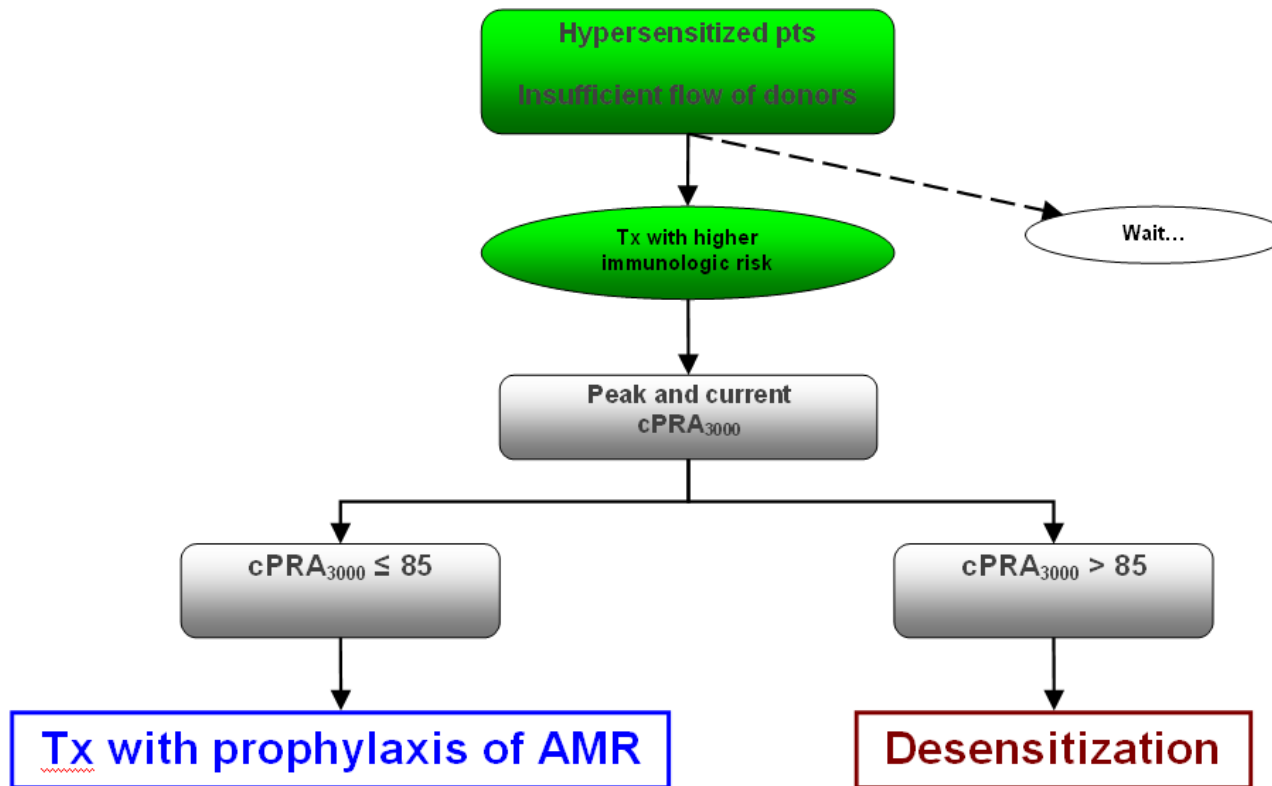 Hypersensitized pts
Insufficient flow of donors
Tx with higher
immunologic risk
Wait…
Peak and current
cPRA₃₀₀₀
cPRA₃₀₀₀ ≤ 85
cPRA₃₀₀₀ > 85
Tx with prophylaxis of AMR
Desensitization